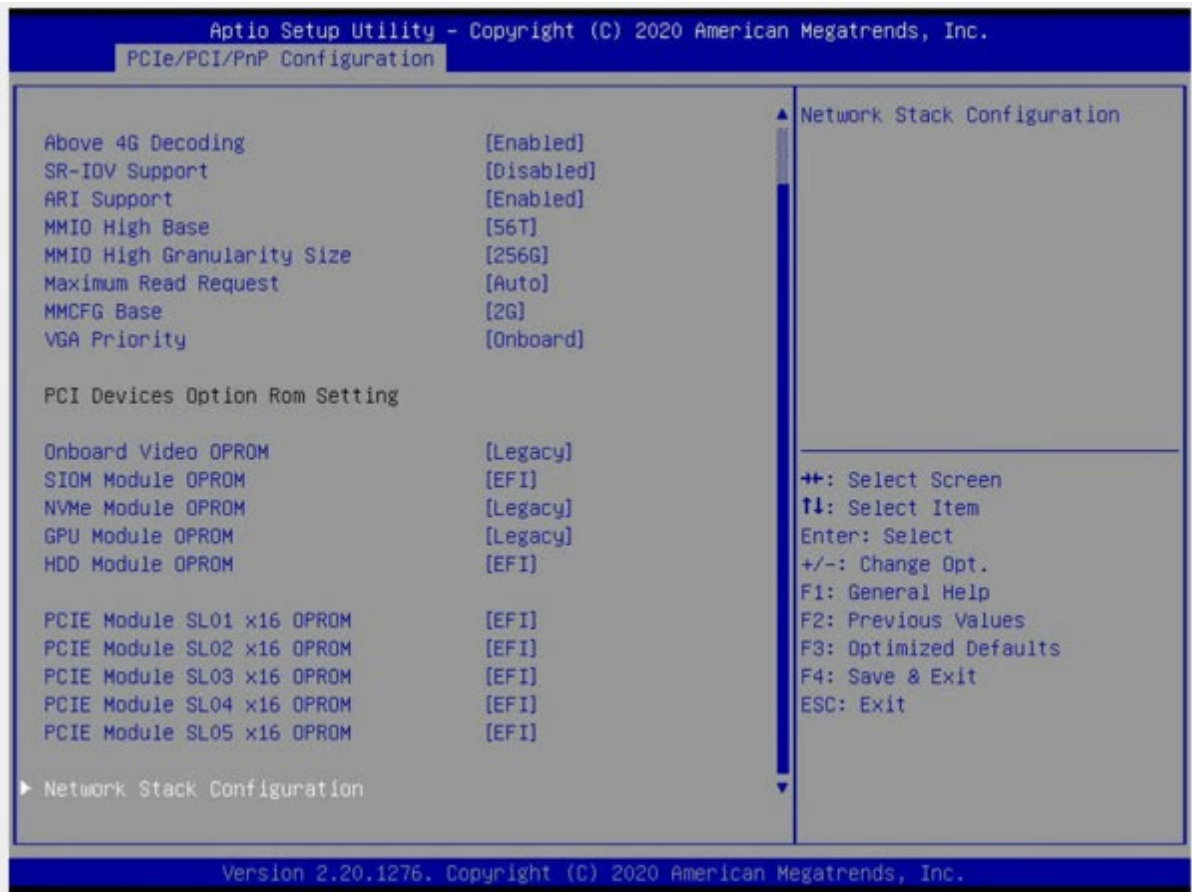 Aptio Setup Utility – Copyright (C) 2020 American Megatrends, Inc.
PCIe/PCI/PnP Configuration
Above 4G Decoding [Enabled]
SR-IOV Support [Disabled]
ARI Support [Enabled]
MMIO High Base [56T]
MMIO High Granularity Size [256G]
Maximum Read Request [Auto]
MMCFG Base [2G]
VGA Priority [Onboard]
PCI Devices Option Rom Setting
Onboard Video OPROM [Legacy]
SIOM Module OPROM [EFI]
NVMe Module OPROM [Legacy]
GPU Module OPROM [Legacy]
HDD Module OPROM [EFI]
PCIE Module SLO1 x16 OPROM [EFI]
PCIE Module SLO2 x16 OPROM [EFI]
PCIE Module SLO3 x16 OPROM [EFI]
PCIE Module SLO4 x16 OPROM [EFI]
PCIE Module SLO5 x16 OPROM [EFI]
Network Stack Configuration
Network Stack Configuration
→←: Select Screen
↑↓: Select Item
Enter: Select
+/-: Change Opt.
F1: General Help
F2: Previous Values
F3: Optimized Defaults
F4: Save & Exit
ESC: Exit
Version 2.20.1276. Copyright (C) 2020 American Megatrends, Inc.